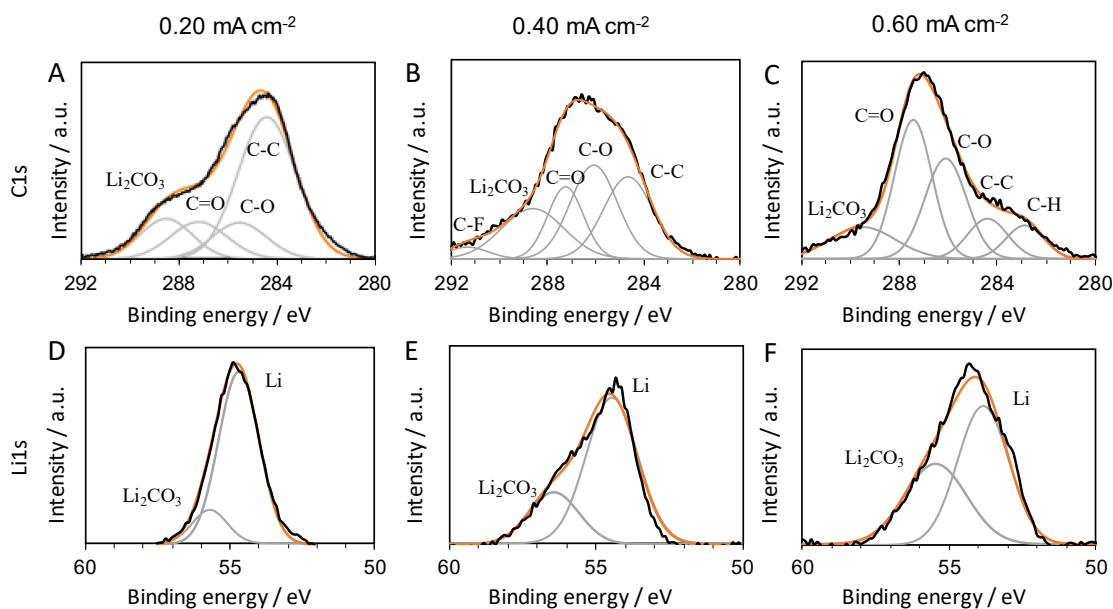 0.20 mA cm-2
0.40 mA cm-2
0.60 mA cm-2
C1s
A
Intensity / a.u.
Li2CO3
C=O
C-O
C-C
292 288 284 280
Binding energy / eV
B
Intensity / a.u.
C-F
Li2CO3
C=O
C-O
C-C
292 288 284 280
Binding energy / eV
C
Intensity / a.u.
Li2CO3
C=O
C-O
C-C
C-H
292 288 284 280
Binding energy / eV
Li1s
D
Intensity / a.u.
Li2CO3
Li
60 55 50
Binding energy / eV
E
Intensity / a.u.
Li2CO3
Li
60 55 50
Binding energy / eV
F
Intensity / a.u.
Li2CO3
Li
60 55 50
Binding energy / eV